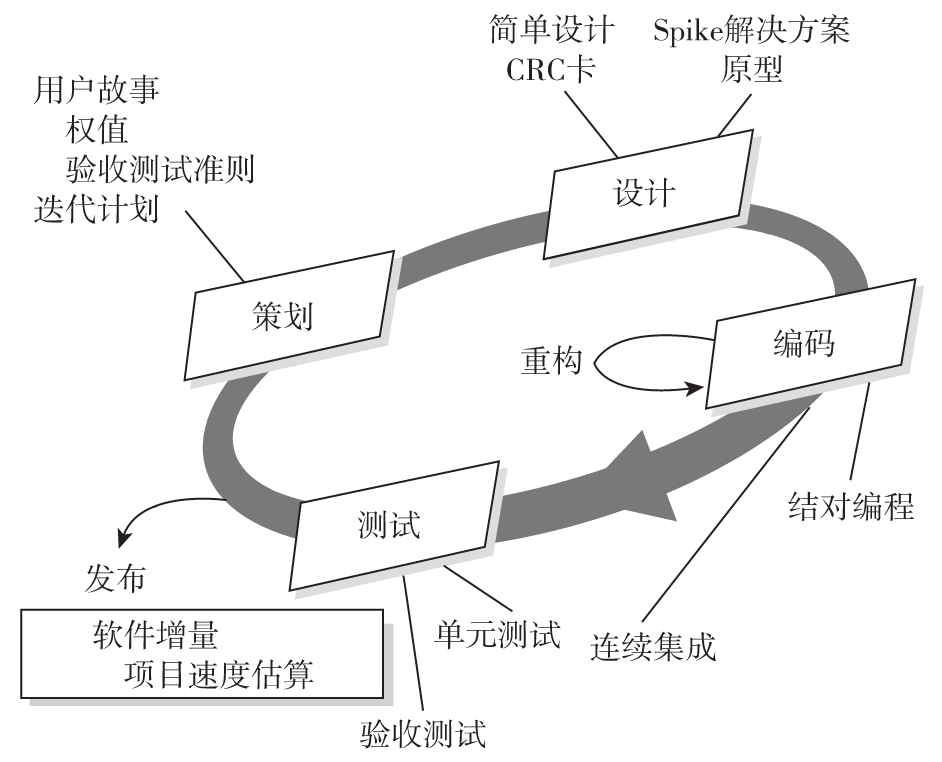 简单设计
CRC卡
Spike解决方案
原型
用户故事
权值
验收测试准则
迭代计划
设计
策划
编码
重构
测试
结对编程
发布
软件增量
项目速度估算
单元测试
连续集成
验收测试